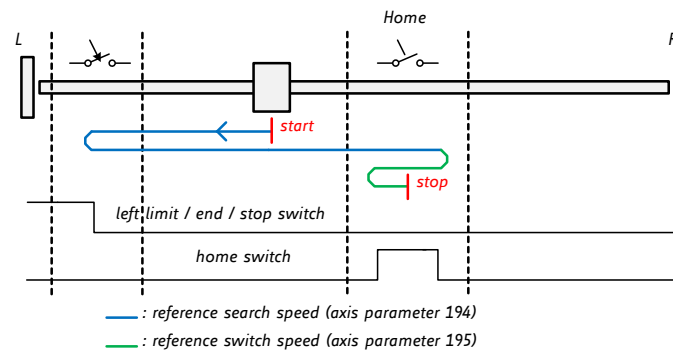 Home
L
start
stop
left limit / end / stop switch
home switch
: reference search speed (axis parameter 194)
: reference switch speed (axis parameter 195)